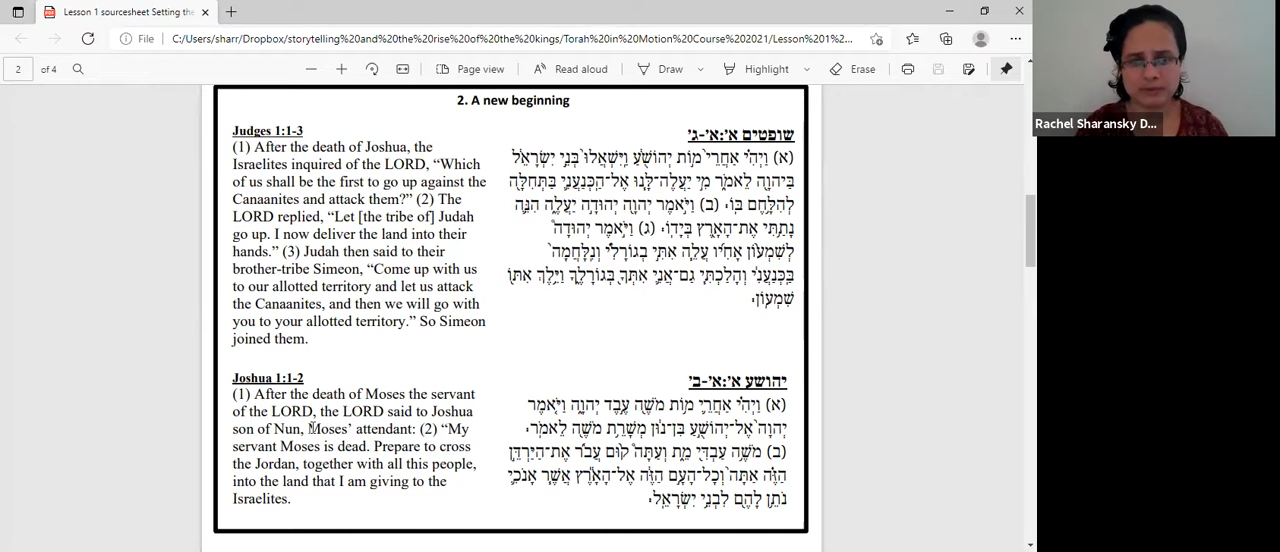 Lesson 1 sourcesheet Setting the
File
C:/Users/sharr/Dropbox/storytelling%20and%20the%20rise%20of%20the%20kings/Torah%20in%20Motion%20Course%202021/Lesson%201%2...
2 of 4
Page view
Read aloud
Draw
Highlight
Erase
2. A new beginning
Judges 1:1-3
(1) After the death of Joshua, the
Israelites inquired of the LORD, “Which
of us shall be the first to go up against the
Canaanites and attack them?” (2) The
LORD replied, “Let [the tribe of] Judah
go up. I now deliver the land into their
hands.” (3) Judah then said to their
brother-tribe Simeon, “Come up with us
to our allotted territory and let us attack
the Canaanites, and then we will go with
you to your allotted territory.” So Simeon
joined them.
שופטים א׳:א׳-ג׳
(א) וַיְהִ֗י אַחֲרֵי֙ מ֣וֹת יְהוֹשֻׁ֔עַ וַֽיִּשְׁאֲלוּ֙ בְּנֵ֣י יִשְׂרָאֵ֔ל
בַּיהוָ֖ה לֵאמֹ֑ר מִ֣י יַעֲלֶה־לָּ֧נוּ אֶל־הַֽכְּנַעֲנִ֛י בַּתְּחִלָּ֖ה
לְהִלָּ֥חֶם בּֽוֹ׃ (ב) וַיֹּ֥אמֶר יְהוָ֖ה יְהוּדָ֣ה יַעֲלֶ֑ה הִנֵּ֛ה
נָתַ֥תִּי אֶת־הָאָ֖רֶץ בְּיָדֽוֹ׃ (ג) וַיֹּ֣אמֶר יְהוּדָה֩
לְשִׁמְע֨וֹן אָחִ֜יו עֲלֵ֧ה אִתִּ֣י בְגוֹרָלִ֗י וְנִֽלָּחֲמָה֙
בַּֽכְּנַעֲנִ֔י וְהָלַכְתִּ֧י גַם־אֲנִ֛י אִתְּךָ֖ בְּגוֹרָלֶ֑ךָ וַיֵּ֥לֶךְ אִתּ֖וֹ
שִׁמְעֽוֹן׃
Joshua 1:1-2
(1) After the death of Moses the servant
of the LORD, the LORD said to Joshua
son of Nun, Moses’ attendant: (2) “My
servant Moses is dead. Prepare to cross
the Jordan, together with all this people,
into the land that I am giving to the
Israelites.
יהושע א׳:א׳-ב׳
(א) וַיְהִ֗י אַחֲרֵ֛י מ֥וֹת מֹשֶׁ֖ה עֶ֣בֶד יְהוָ֑ה וַיֹּ֤אמֶר
יְהוָה֙ אֶל־יְהוֹשֻׁ֣עַ בִּן־נ֔וּן מְשָׁרֵ֥ת מֹשֶׁ֖ה לֵאמֹֽר׃
(ב) מֹשֶׁ֥ה עַבְדִּ֖י מֵ֑ת וְעַתָּה֩ ק֨וּם עֲבֹ֜ר אֶת־הַיַּרְדֵּ֣ן
הַזֶּ֗ה אַתָּה֙ וְכָל־הָעָ֣ם הַזֶּ֔ה אֶל־הָאָ֕רֶץ אֲשֶׁ֧ר אָנֹכִ֛י
נֹתֵ֥ן לָהֶ֖ם לִבְנֵ֥י יִשְׂרָאֵֽל׃
Rachel Sharansky D...